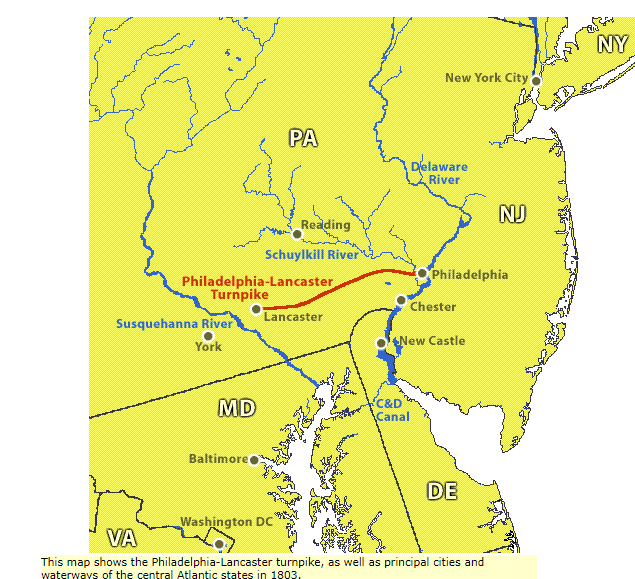 NY
New York City
PA
Delaware
River
NJ
Reading
Schuylkill River
Philadelphia-Lancaster
Turnpike
Philadelphia
Chester
Lancaster
Susquehanna River
York
New Castle
MD
C&D
Canal
Baltimore
DE
Washington DC
VA
This map shows the Philadelphia-Lancaster turnpike, as well as principal cities and
waterways of the central Atlantic states in 1803.